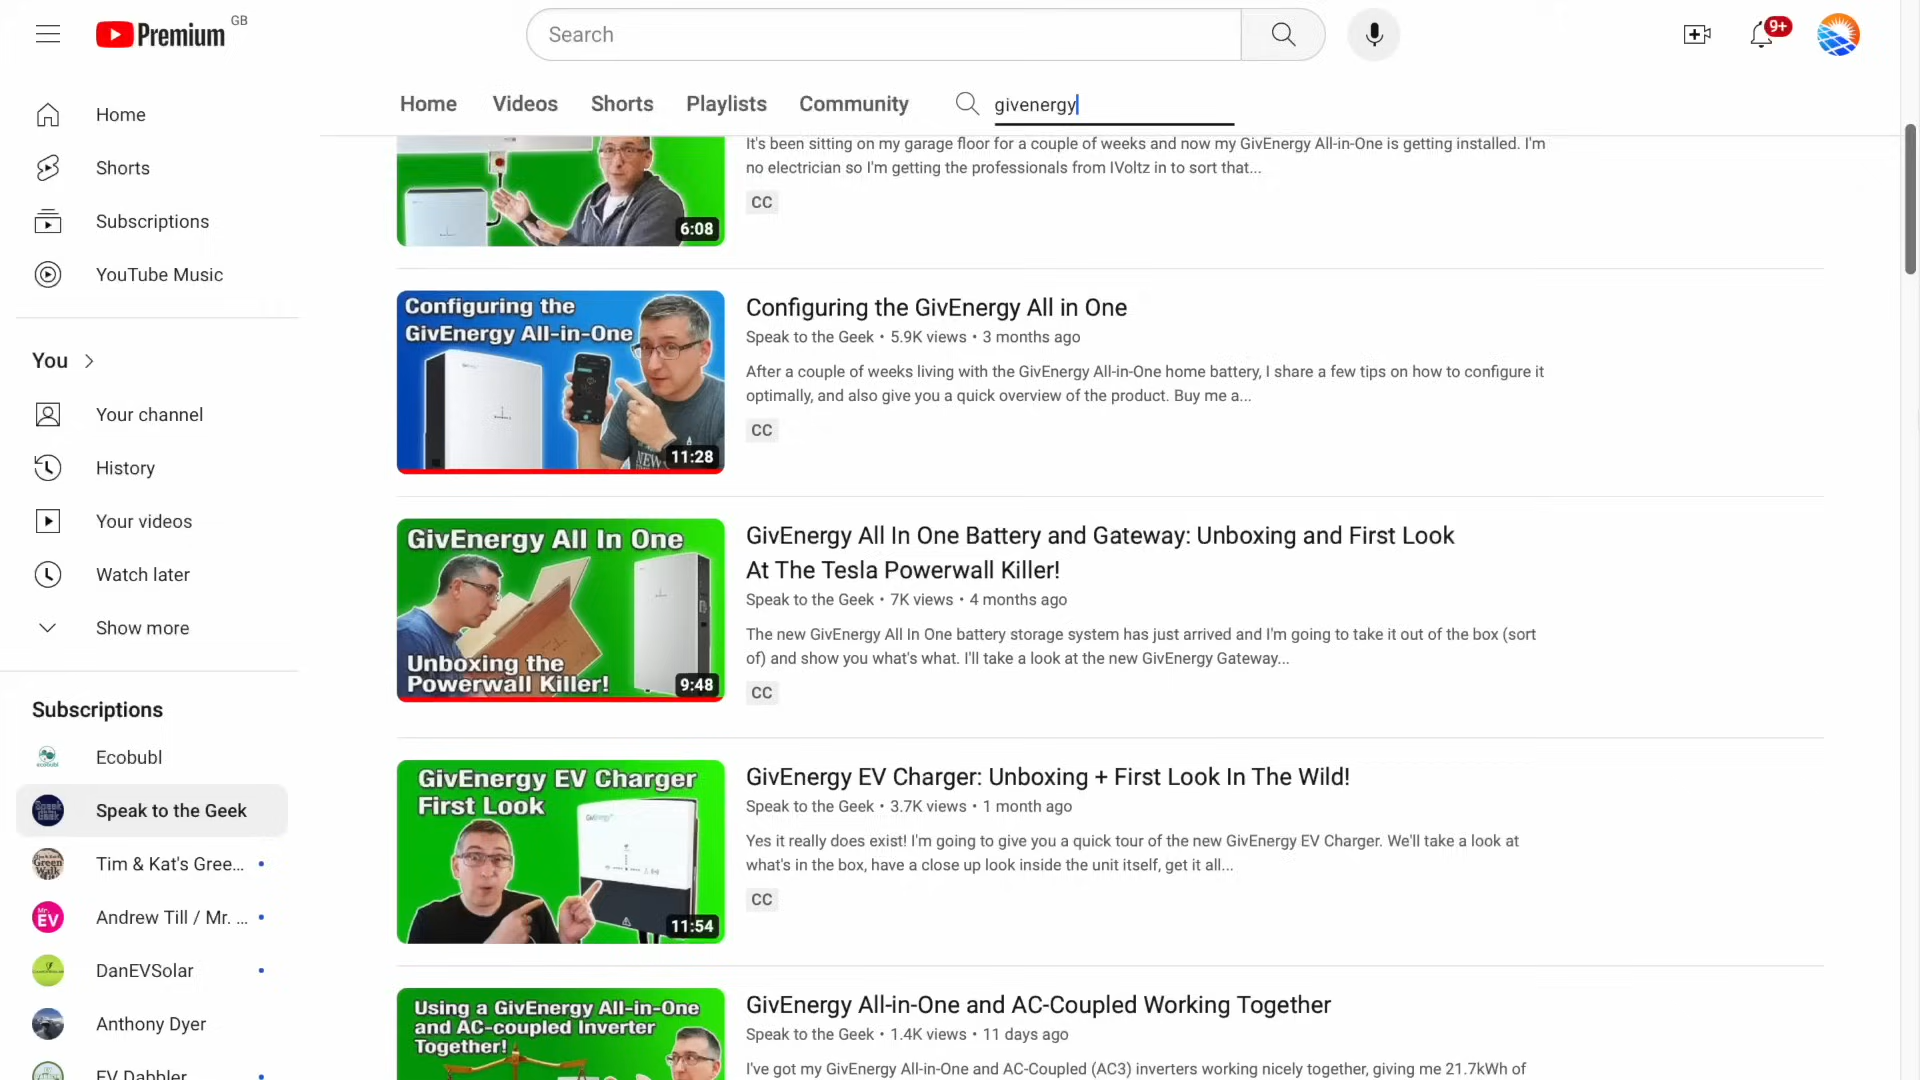 Premium
GB
Search
9+
Home
Videos
Shorts
Playlists
Community
givenergy
Home
Shorts
Subscriptions
YouTube Music
You
Your channel
History
Your videos
Watch later
Show more
Subscriptions
Ecobubl
Speak to the Geek
Tim & Kat's Gree...
Andrew Till / Mr. ...
DanEVSolar
Anthony Dyer
EV Dabbler
It's been sitting on my garage floor for a couple of weeks and now my GivEnergy All-in-One is getting installed. I'm
no electrician so I'm getting the professionals from IVoltz in to sort that...
CC
6:08
Configuring the
GivEnergy All-in-One
11:28
Configuring the GivEnergy All in One
Speak to the Geek • 5.9K views • 3 months ago
After a couple of weeks living with the GivEnergy All-in-One home battery, I share a few tips on how to configure it
optimally, and also give you a quick overview of the product. Buy me a...
CC
GivEnergy All In One
Unboxing the
Powerwall Killer!
9:48
GivEnergy All In One Battery and Gateway: Unboxing and First Look
At The Tesla Powerwall Killer!
Speak to the Geek • 7K views • 4 months ago
The new GivEnergy All In One battery storage system has just arrived and I'm going to take it out of the box (sort
of) and show you what's what. I'll take a look at the new GivEnergy Gateway...
CC
GivEnergy EV Charger
First Look
11:54
GivEnergy EV Charger: Unboxing + First Look In The Wild!
Speak to the Geek • 3.7K views • 1 month ago
Yes it really does exist! I'm going to give you a quick tour of the new GivEnergy EV Charger. We'll take a look at
what's in the box, have a close up look inside the unit itself, get it all...
CC
Using a GivEnergy All-in-One
and AC-coupled Inverter
Together!
GivEnergy All-in-One and AC-Coupled Working Together
Speak to the Geek • 1.4K views • 11 days ago
I've got my GivEnergy All-in-One and AC-Coupled (AC3) inverters working nicely together, giving me 21.7kWh of